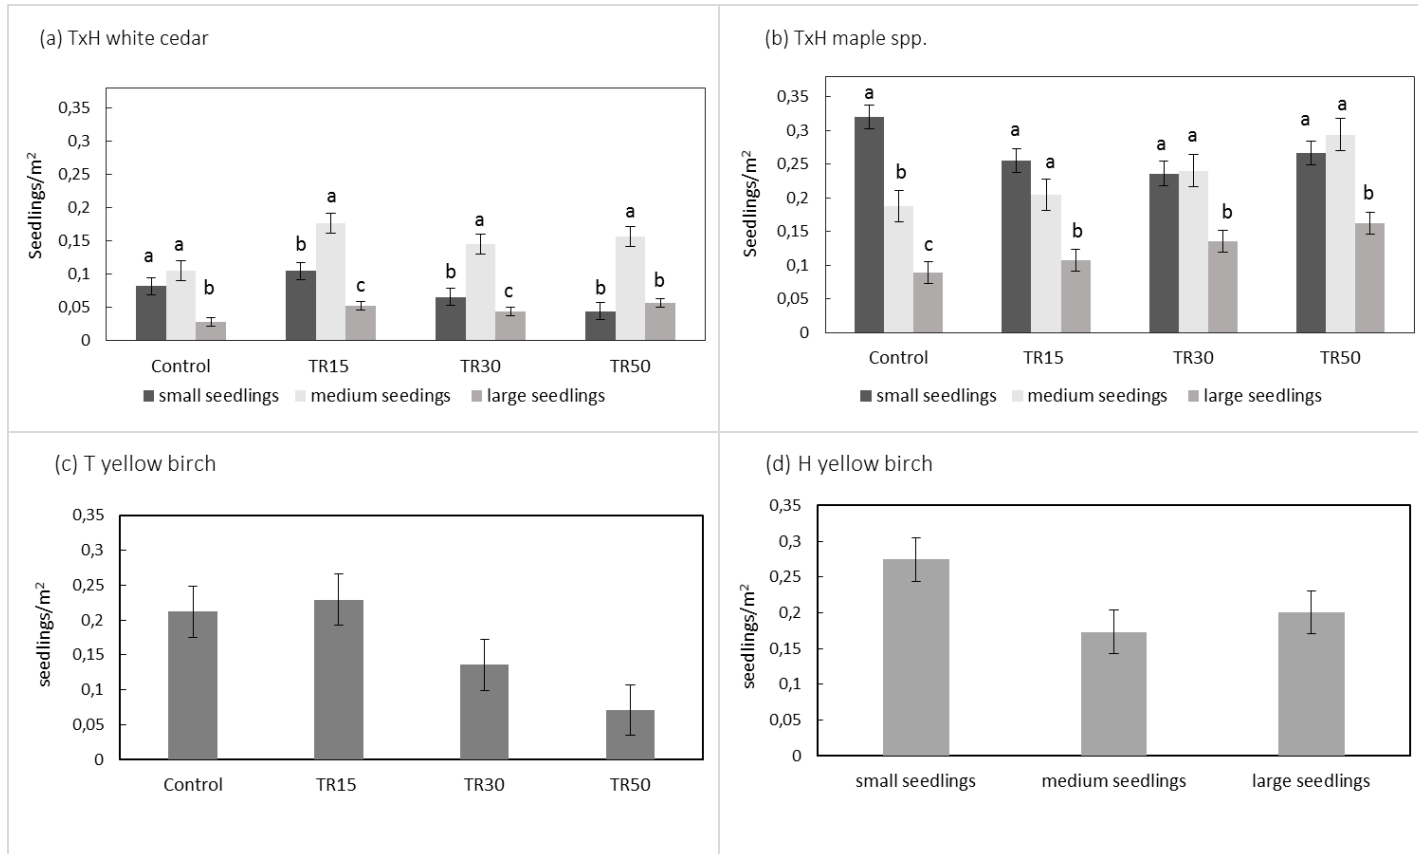 (a) TxH white cedar
Seedlings/m²
0,35
0,3
0,25
0,2
0,15
0,1
0,05
0
a a b
b a c
b a c
b a b
Control TR15 TR30 TR50
small seedlings medium seedings large seedlings
(b) TxH maple spp.
Seedlings/m²
0,35
0,3
0,25
0,2
0,15
0,1
0,05
0
a b c
a a b
a a b
a a b
Control TR15 TR30 TR50
small seedlings medium seedlings large seedlings
(c) T yellow birch
seedlings/m²
0,35
0,3
0,25
0,2
0,15
0,1
0,05
0
Control TR15 TR30 TR50
(d) H yellow birch
seedlings/m²
0,35
0,3
0,25
0,2
0,15
0,1
0,05
0
small seedlings medium seedlings large seedlings